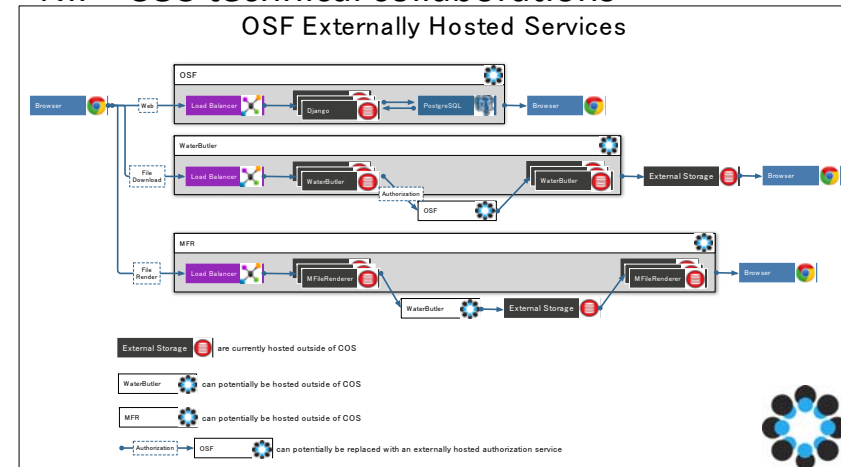 OSF Externally Hosted Services
OSF
Browser
Web
Load Balancer
Django
PostgreSQL
Browser
WaterButler
File
Download
Load Balancer
WaterButler
Authorization
OSF
WaterButler
External Storage
Browser
MFR
File
Render
Load Balancer
MFileRenderer
WaterButler
External Storage
MFileRenderer
Browser
External Storage are currently hosted outside of COS
WaterButler can potentially be hosted outside of COS
MFR can potentially be hosted outside of COS
Authorization OSF can potentially be replaced with an externally hosted authorization service